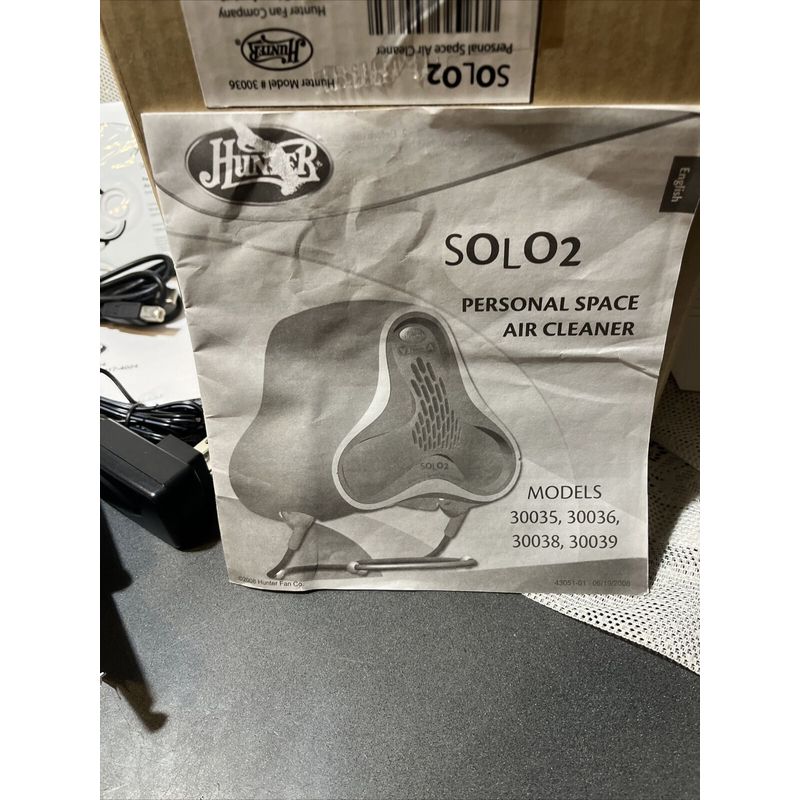 Hunter Fan Company
HUNTER
Personal Space Air Cleaner
SOLO2
Hunter Model # 30036
HUNTER
English
SOLO2
PERSONAL SPACE
AIR CLEANER
SOLO2
MODELS
30035, 30036,
30038, 30039
©2008 Hunter Fan Co.
43051-01 06/19/2008